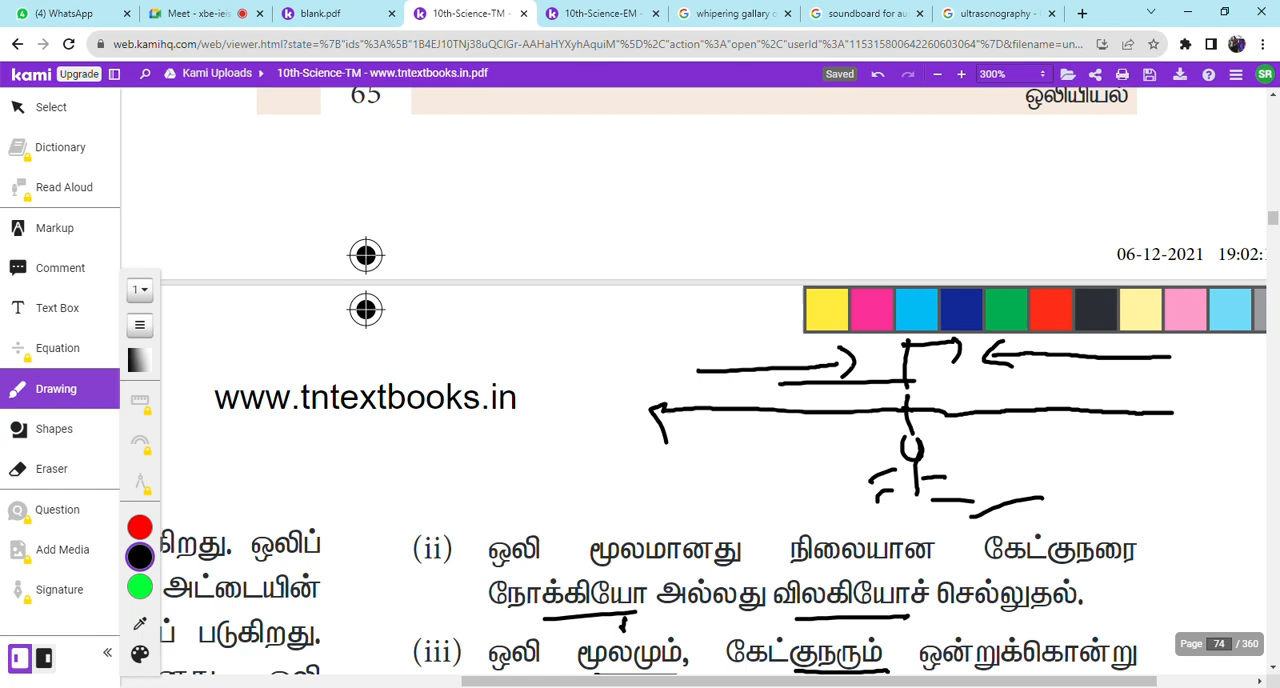 (4) WhatsApp
Meet - xbe-ieis
blank.pdf
10th-Science-TM -
10th-Science-EM -
whipering gallary c
soundboard for au
ultrasonography -
web.kamihq.com/web/viewer.html?state=%7B"ids"%3A%5B"1B4EJ10TNj38uQClGr-AAHaHYXyhAquiM"%5D%2C"action"%3A"open"%2C"userId"%3A"115315800642260603064"%7D&filename=un...
kami Upgrade Kami Uploads 10th-Science-TM - www.tntextbooks.in.pdf Saved 300% SR
Select
Dictionary
Read Aloud
Markup
Comment
Text Box
Equation
Drawing
Shapes
Eraser
Question
Add Media
Signature
1
65 ஒலியியல்
06-12-2021 19:02:
www.tntextbooks.in
கிறது. ஒலிப்
அட்டையின்
படுகிறது.
(ii) ஒலி மூலமானது நிலையான கேட்குநரை
நோக்கியோ அல்லது விலகியோச் செல்லுதல்.
(iii) ஒலி மூலமும், கேட்குநரும் ஒன்றுக்கொன்று
Page 74 / 360